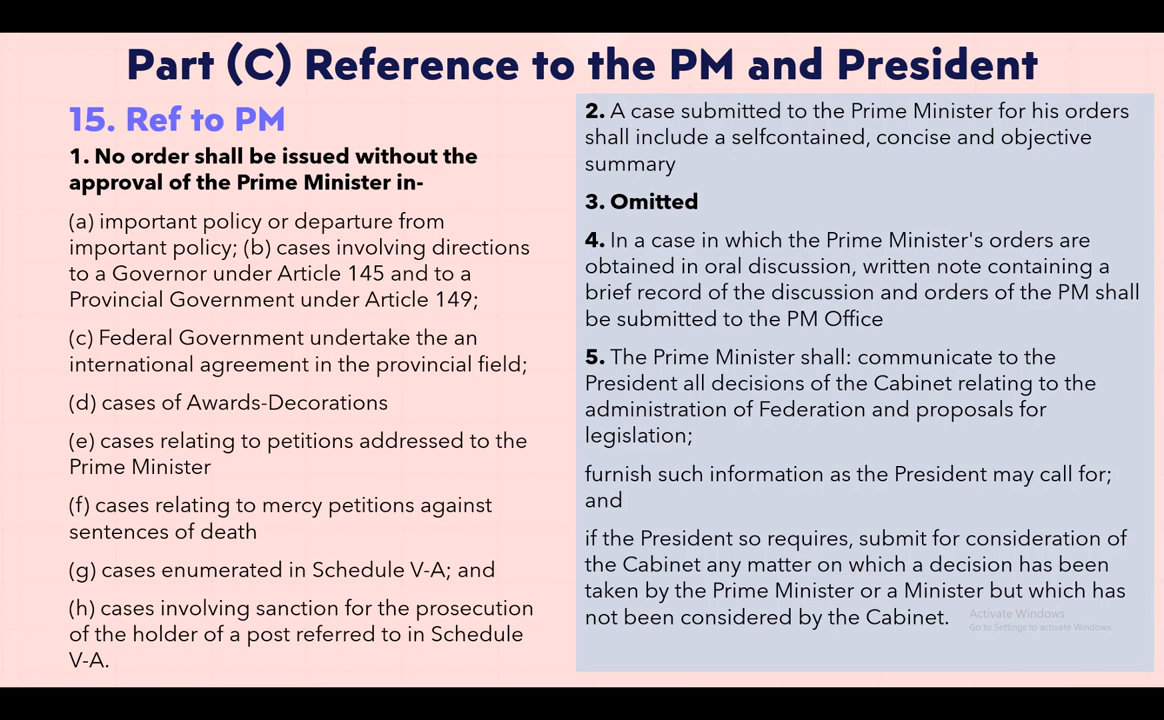 Part (C) Reference to the PM and President
15. Ref to PM
1. No order shall be issued without the
approval of the Prime Minister in-
(a) important policy or departure from
important policy; (b) cases involving directions
to a Governor under Article 145 and to a
Provincial Government under Article 149;
(c) Federal Government undertake the an
international agreement in the provincial field;
(d) cases of Awards-Decorations
(e) cases relating to petitions addressed to the
Prime Minister
(f) cases relating to mercy petitions against
sentences of death
(g) cases enumerated in Schedule V-A; and
(h) cases involving sanction for the prosecution
of the holder of a post referred to in Schedule
V-A.
2. A case submitted to the Prime Minister for his orders
shall include a selfcontained, concise and objective
summary
3. Omitted
4. In a case in which the Prime Minister's orders are
obtained in oral discussion, written note containing a
brief record of the discussion and orders of the PM shall
be submitted to the PM Office
5. The Prime Minister shall: communicate to the
President all decisions of the Cabinet relating to the
administration of Federation and proposals for
legislation;
furnish such information as the President may call for;
and
if the President so requires, submit for consideration of
the Cabinet any matter on which a decision has been
taken by the Prime Minister or a Minister but which has
not been considered by the Cabinet.
Activate Windows
Go to Settings to activate Windows.